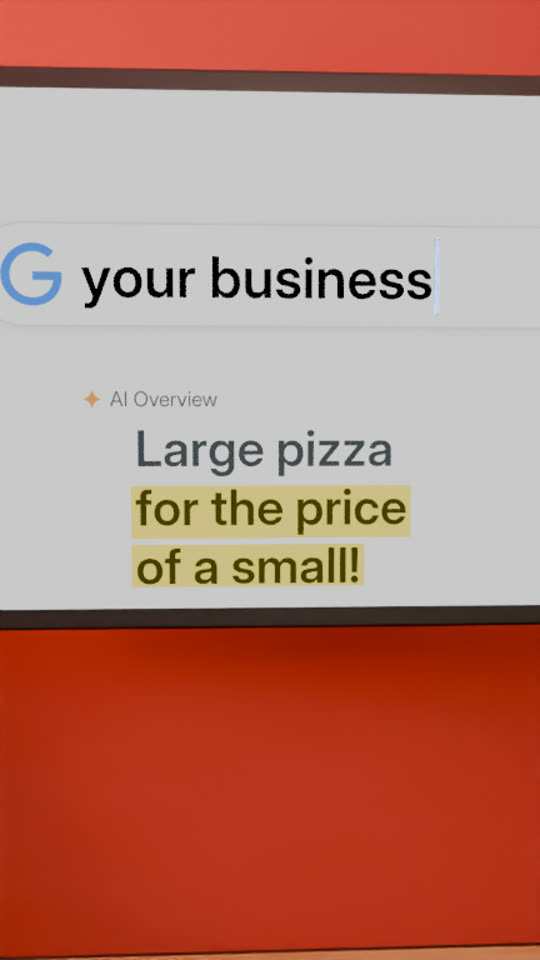 G your business
AI Overview
Large pizza
for the price
of a small!